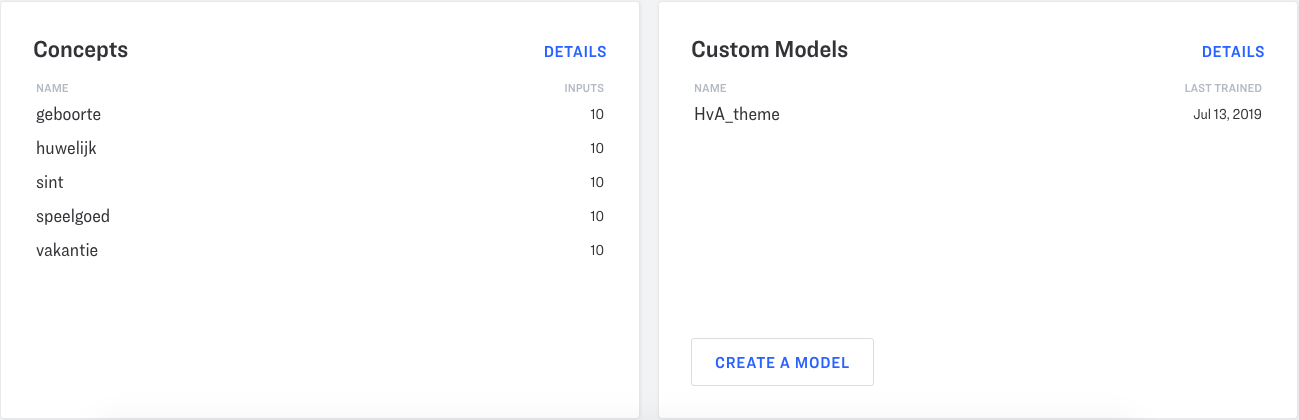 Concepts
DETAILS
NAME INPUTS
geboorte 10
huwelijk 10
sint 10
speelgoed 10
vakantie 10
Custom Models
DETAILS
NAME LAST TRAINED
HvA_theme Jul 13, 2019
CREATE A MODEL